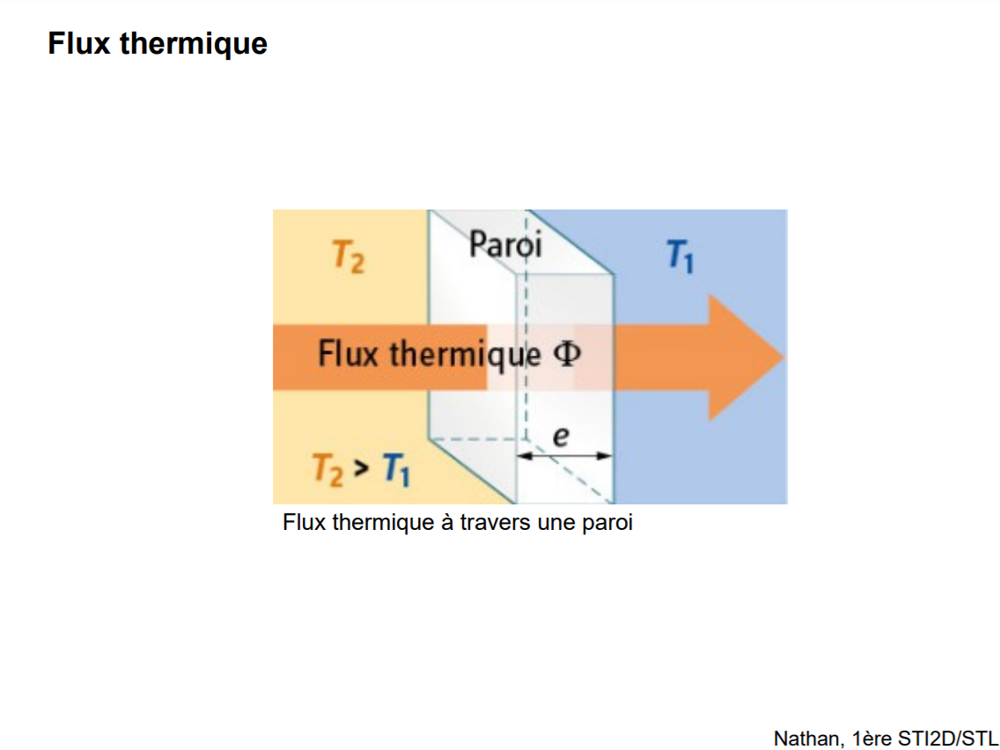 Flux thermique
Paroi
T₂
T₁
Flux thermique Φ
e
T₂ > T₁
Flux thermique à travers une paroi
Nathan, 1ère STI2D/STL